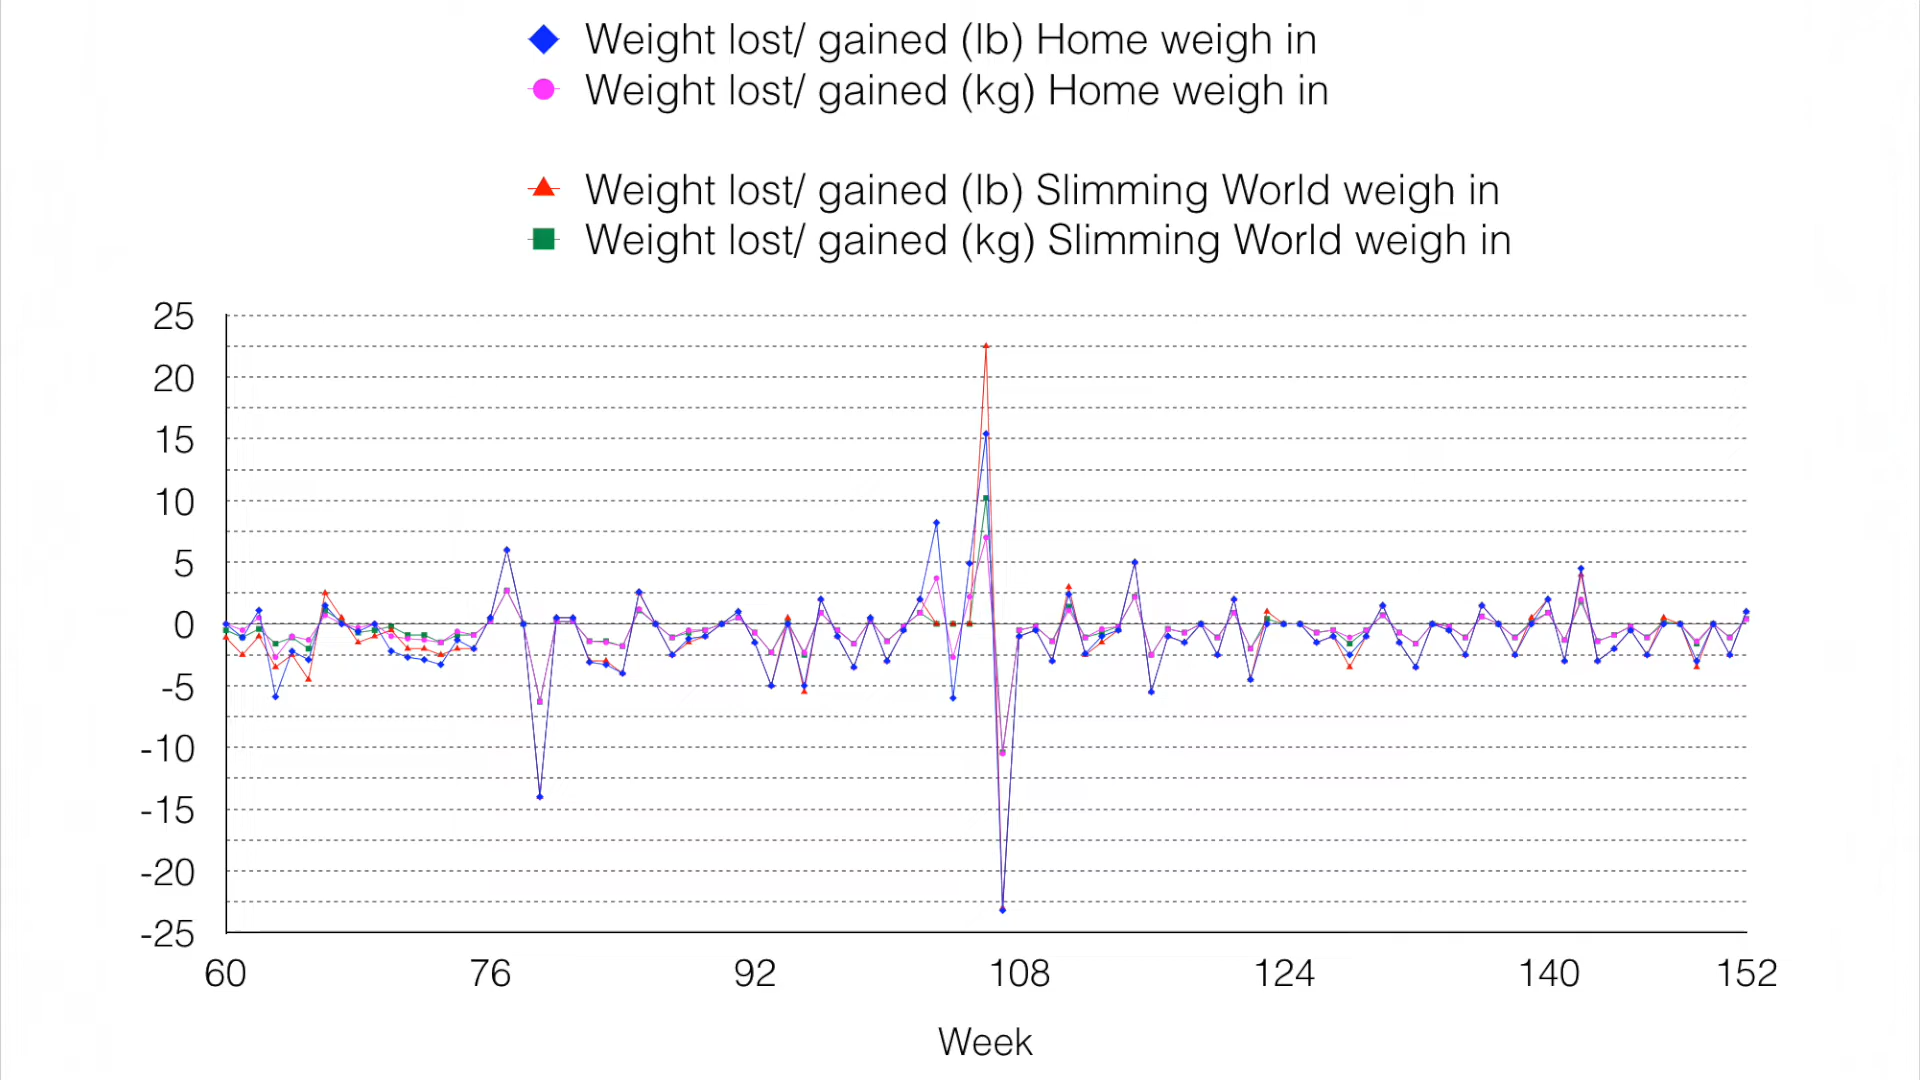 Weight lost/ gained (lb) Home weigh in
Weight lost/ gained (kg) Home weigh in
Weight lost/ gained (lb) Slimming World weigh in
Weight lost/ gained (kg) Slimming World weigh in
25
20
15
10
5
0
-5
-10
-15
-20
-25
60 76 92 108 124 140 152
Week